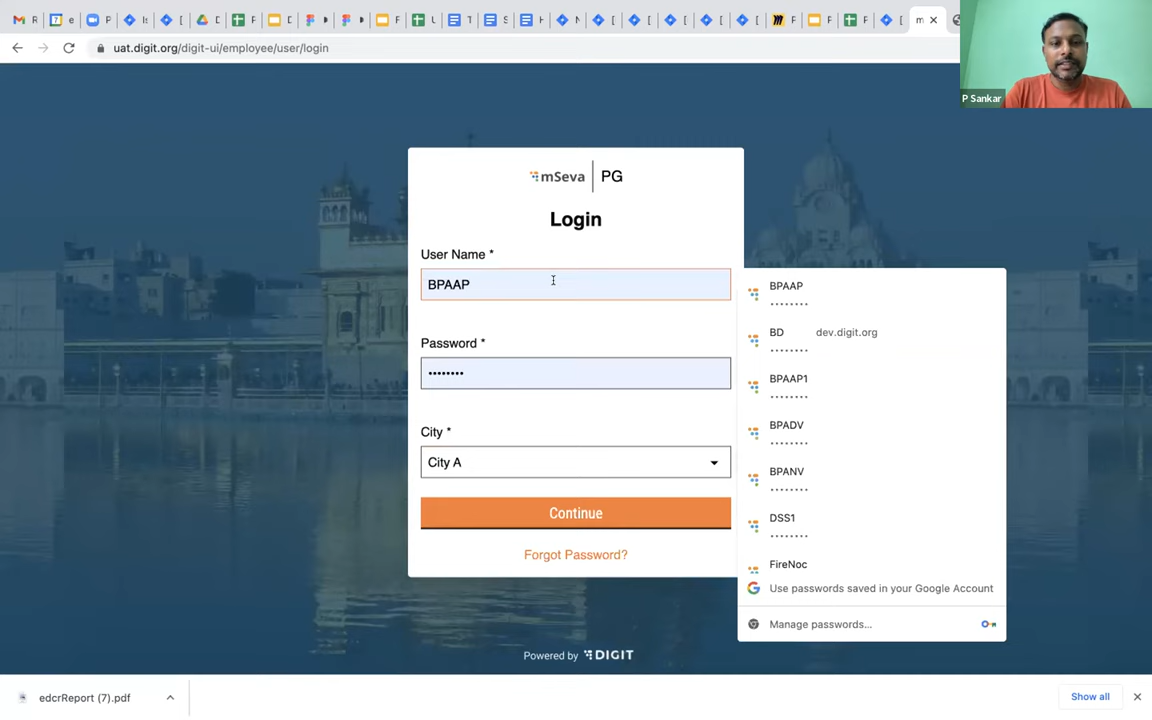 uat.digit.org/digit-ui/employee/user/login
P Sankar
mSeva | PG
Login
User Name *
BPAAP
Password *
••••••••
City *
City A
Continue
Forgot Password?
BPAAP
••••••••
BD dev.digit.org
••••••••
BPAAP1
••••••••
BPADV
••••••••
BPANV
••••••••
DSS1
••••••••
FireNoc
Use passwords saved in your Google Account
Manage passwords...
Powered by DIGIT
edcrReport (7).pdf
Show all